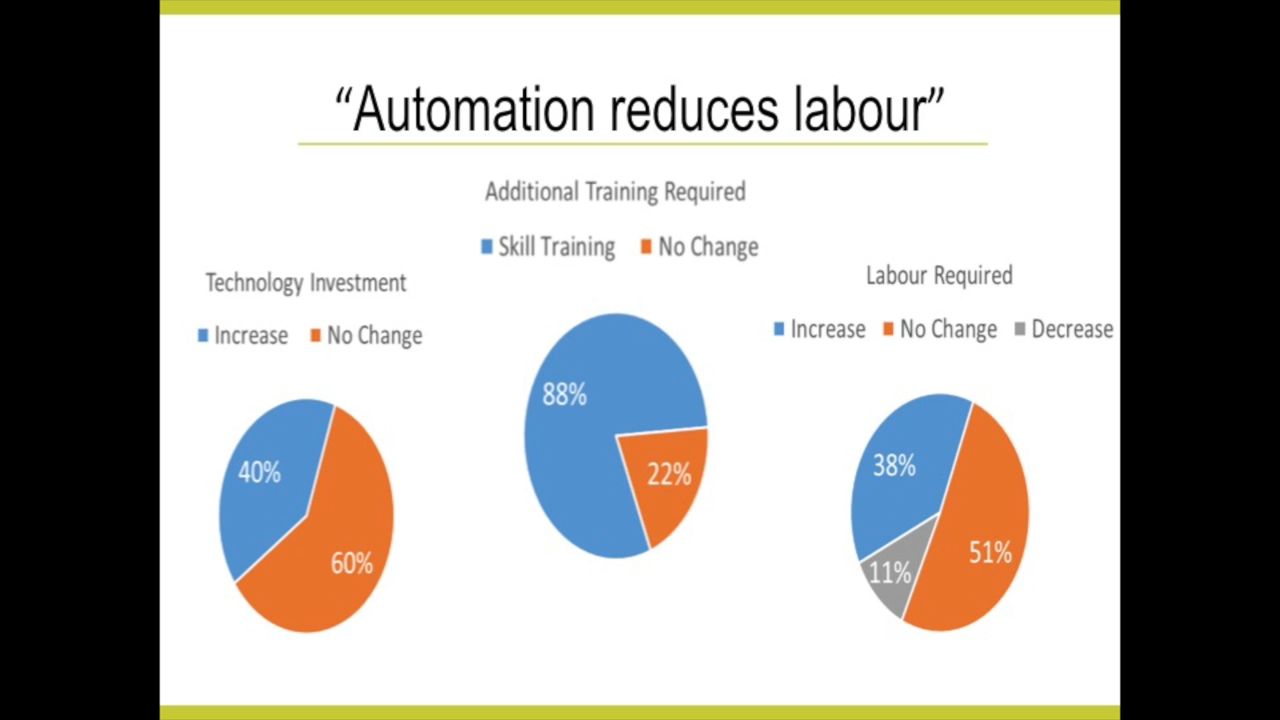 “Automation reduces labour”
Additional Training Required
Skill Training No Change
Technology Investment
Increase No Change
Labour Required
Increase No Change Decrease
88%
22%
40%
60%
38%
51%
11%